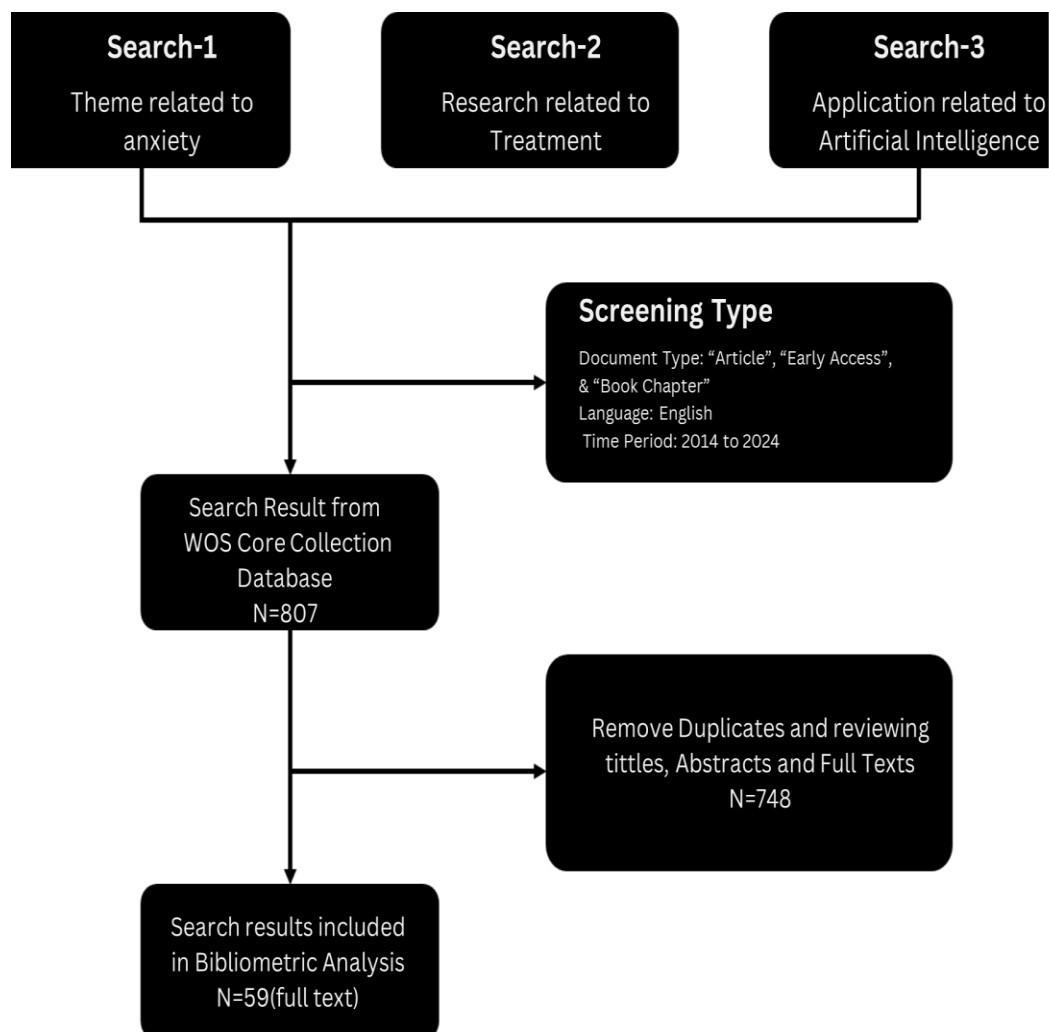 Search-1
Theme related to
anxiety
Search-2
Research related to
Treatment
Search-3
Application related to
Artificial Intelligence
Screening Type
Document Type: “Article”, “Early Access”,
& “Book Chapter”
Language: English
Time Period: 2014 to 2024
Search Result from
WOS Core Collection
Database
N=807
Remove Duplicates and reviewing
tittles, Abstracts and Full Texts
N=748
Search results included
in Bibliometric Analysis
N=59(full text)